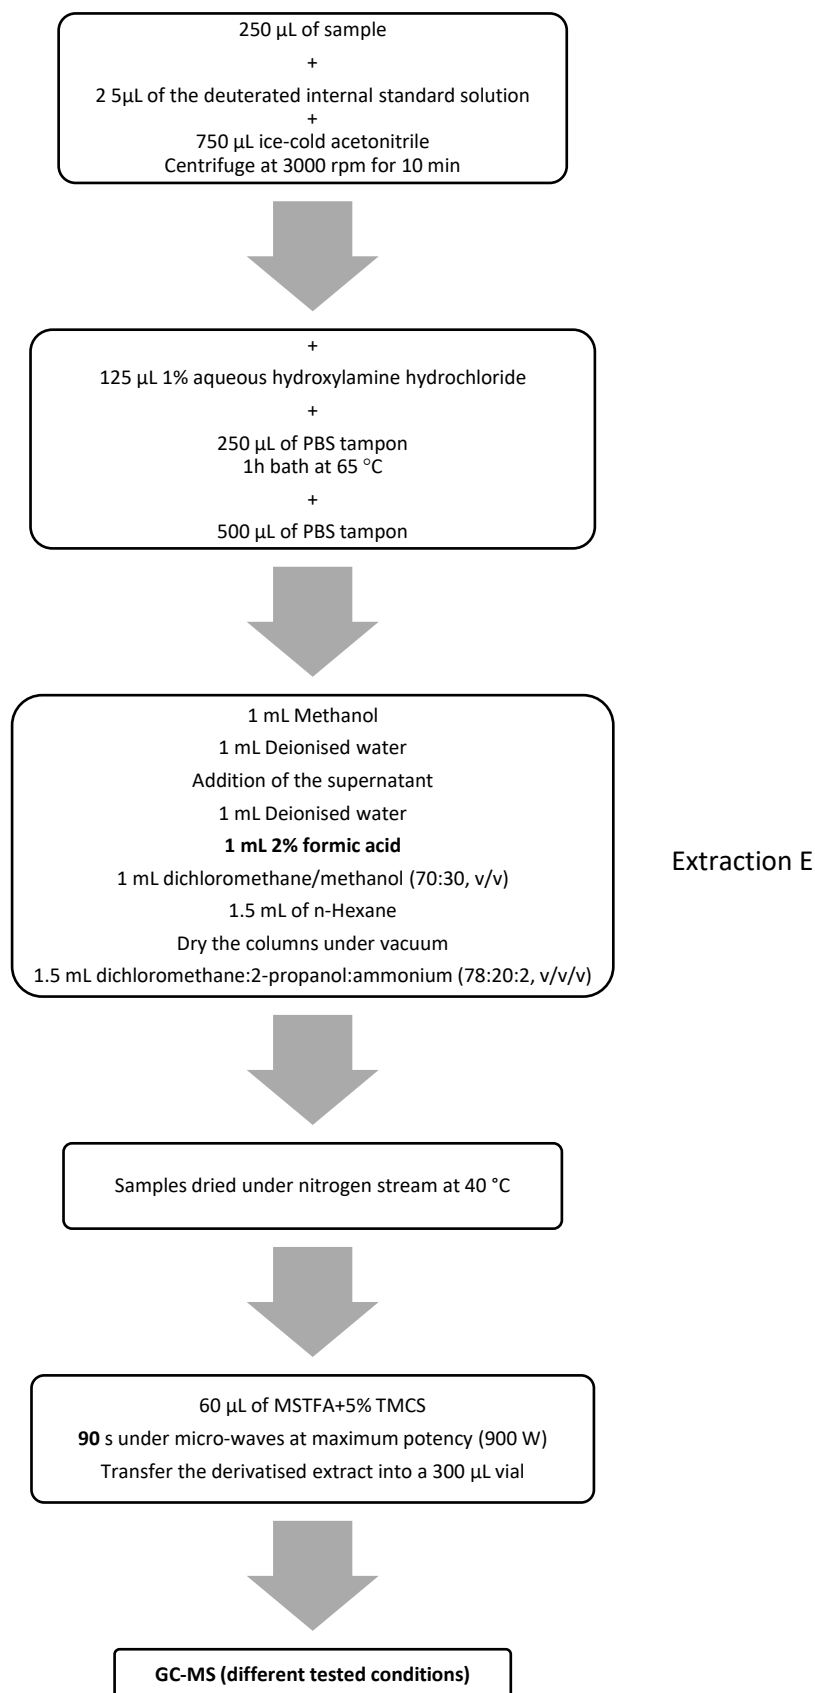 250 µL of sample
+
2 5µL of the deuterated internal standard solution
+
750 µL ice-cold acetonitrile
Centrifuge at 3000 rpm for 10 min
+
125 µL 1% aqueous hydroxylamine hydrochloride
+
250 µL of PBS tampon
1h bath at 65 °C
+
500 µL of PBS tampon
1 mL Methanol
1 mL Deionised water
Addition of the supernatant
1 mL Deionised water
1 mL 2% formic acid
1 mL dichloromethane/methanol (70:30, v/v)
1.5 mL of n-Hexane
Dry the columns under vacuum
1.5 mL dichloromethane:2-propanol:ammonium (78:20:2, v/v/v)
Extraction E
Samples dried under nitrogen stream at 40 °C
60 µL of MSTFA+5% TMCS
90 s under micro-waves at maximum potency (900 W)
Transfer the derivatised extract into a 300 µL vial
GC-MS (different tested conditions)